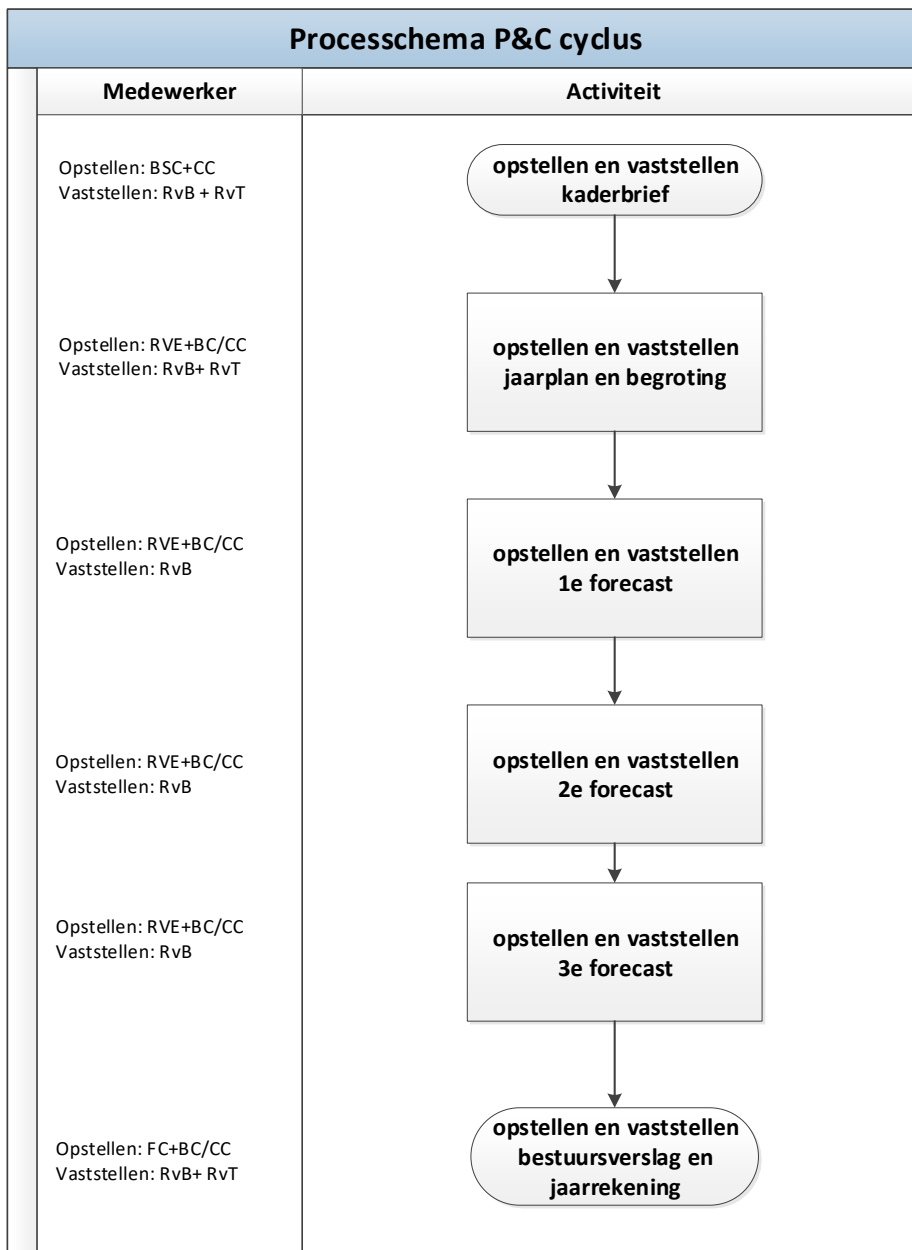 Processchema P&C cyclus
Medewerker
Activiteit
Opstellen: BSC+CC
Vaststellen: RvB + RvT
opstellen en vaststellen
kaderbrief
Opstellen: RVE+BC/CC
Vaststellen: RvB+ RvT
opstellen en vaststellen
jaarplan en begroting
Opstellen: RVE+BC/CC
Vaststellen: RvB
opstellen en vaststellen
1e forecast
Opstellen: RVE+BC/CC
Vaststellen: RvB
opstellen en vaststellen
2e forecast
Opstellen: RVE+BC/CC
Vaststellen: RvB
opstellen en vaststellen
3e forecast
Opstellen: FC+BC/CC
Vaststellen: RvB+ RvT
opstellen en vaststellen
bestuursverslag en
jaarrekening